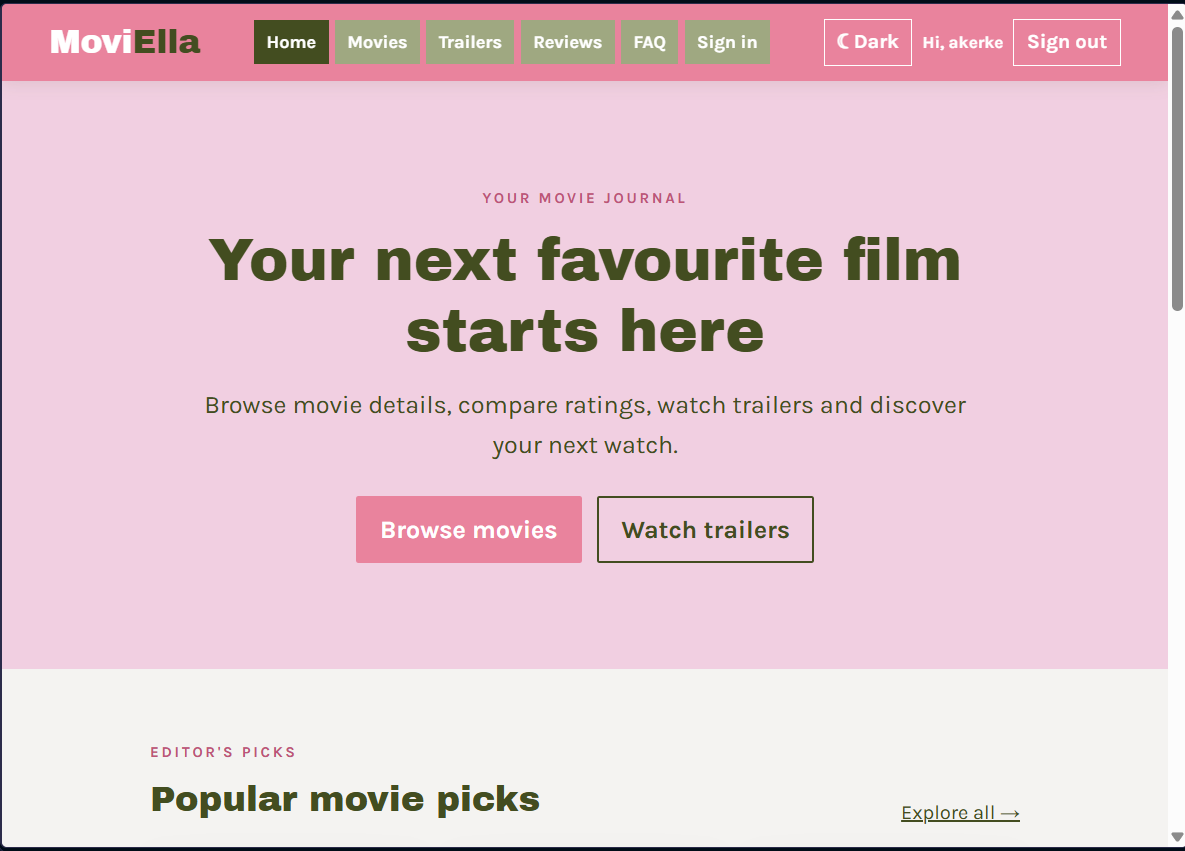 MoviElla
Home
Movies
Trailers
Reviews
FAQ
Sign in
Dark
Hi, akerke
Sign out
YOUR MOVIE JOURNAL
Your next favourite film
starts here
Browse movie details, compare ratings, watch trailers and discover
your next watch.
Browse movies
Watch trailers
EDITOR'S PICKS
Popular movie picks
Explore all →